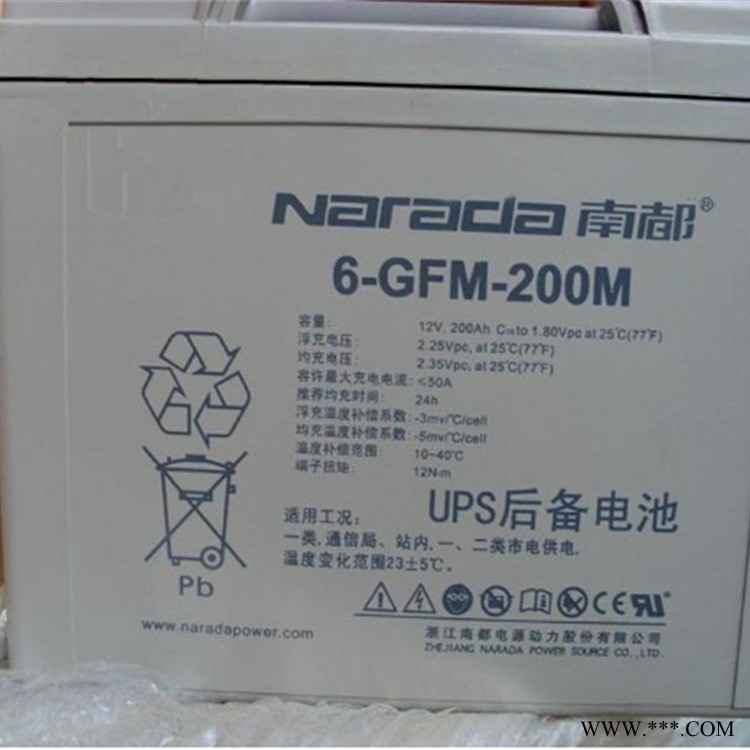 Narada 南都®
6-GFM-200M
容量: 12V, 200Ah C₁₀ to 1.80Vpc at 25℃(77℉)
浮充电压: 2.25Vpc, at 25℃(77℉)
均充电压: 2.35Vpc, at 25℃(77℉)
容许最大充电电流: ≤50A
推荐均充时间: 24h
浮充温度补偿系数: -3mv/℃/cell
均充温度补偿系数: -5mv/℃/cell
温度补偿范围: 10~40℃
端子扭矩: 12N·m
UPS后备电池
适用工况:
一类, 通信局、站内, 一、二类市电供电,
温度变化范围23±5℃。
Pb
CE
www.naradapower.com
浙江南都电源动力股份有限公司
ZHEJIANG NARADA POWER SOURCE CO., LTD.
WWW.***.COM